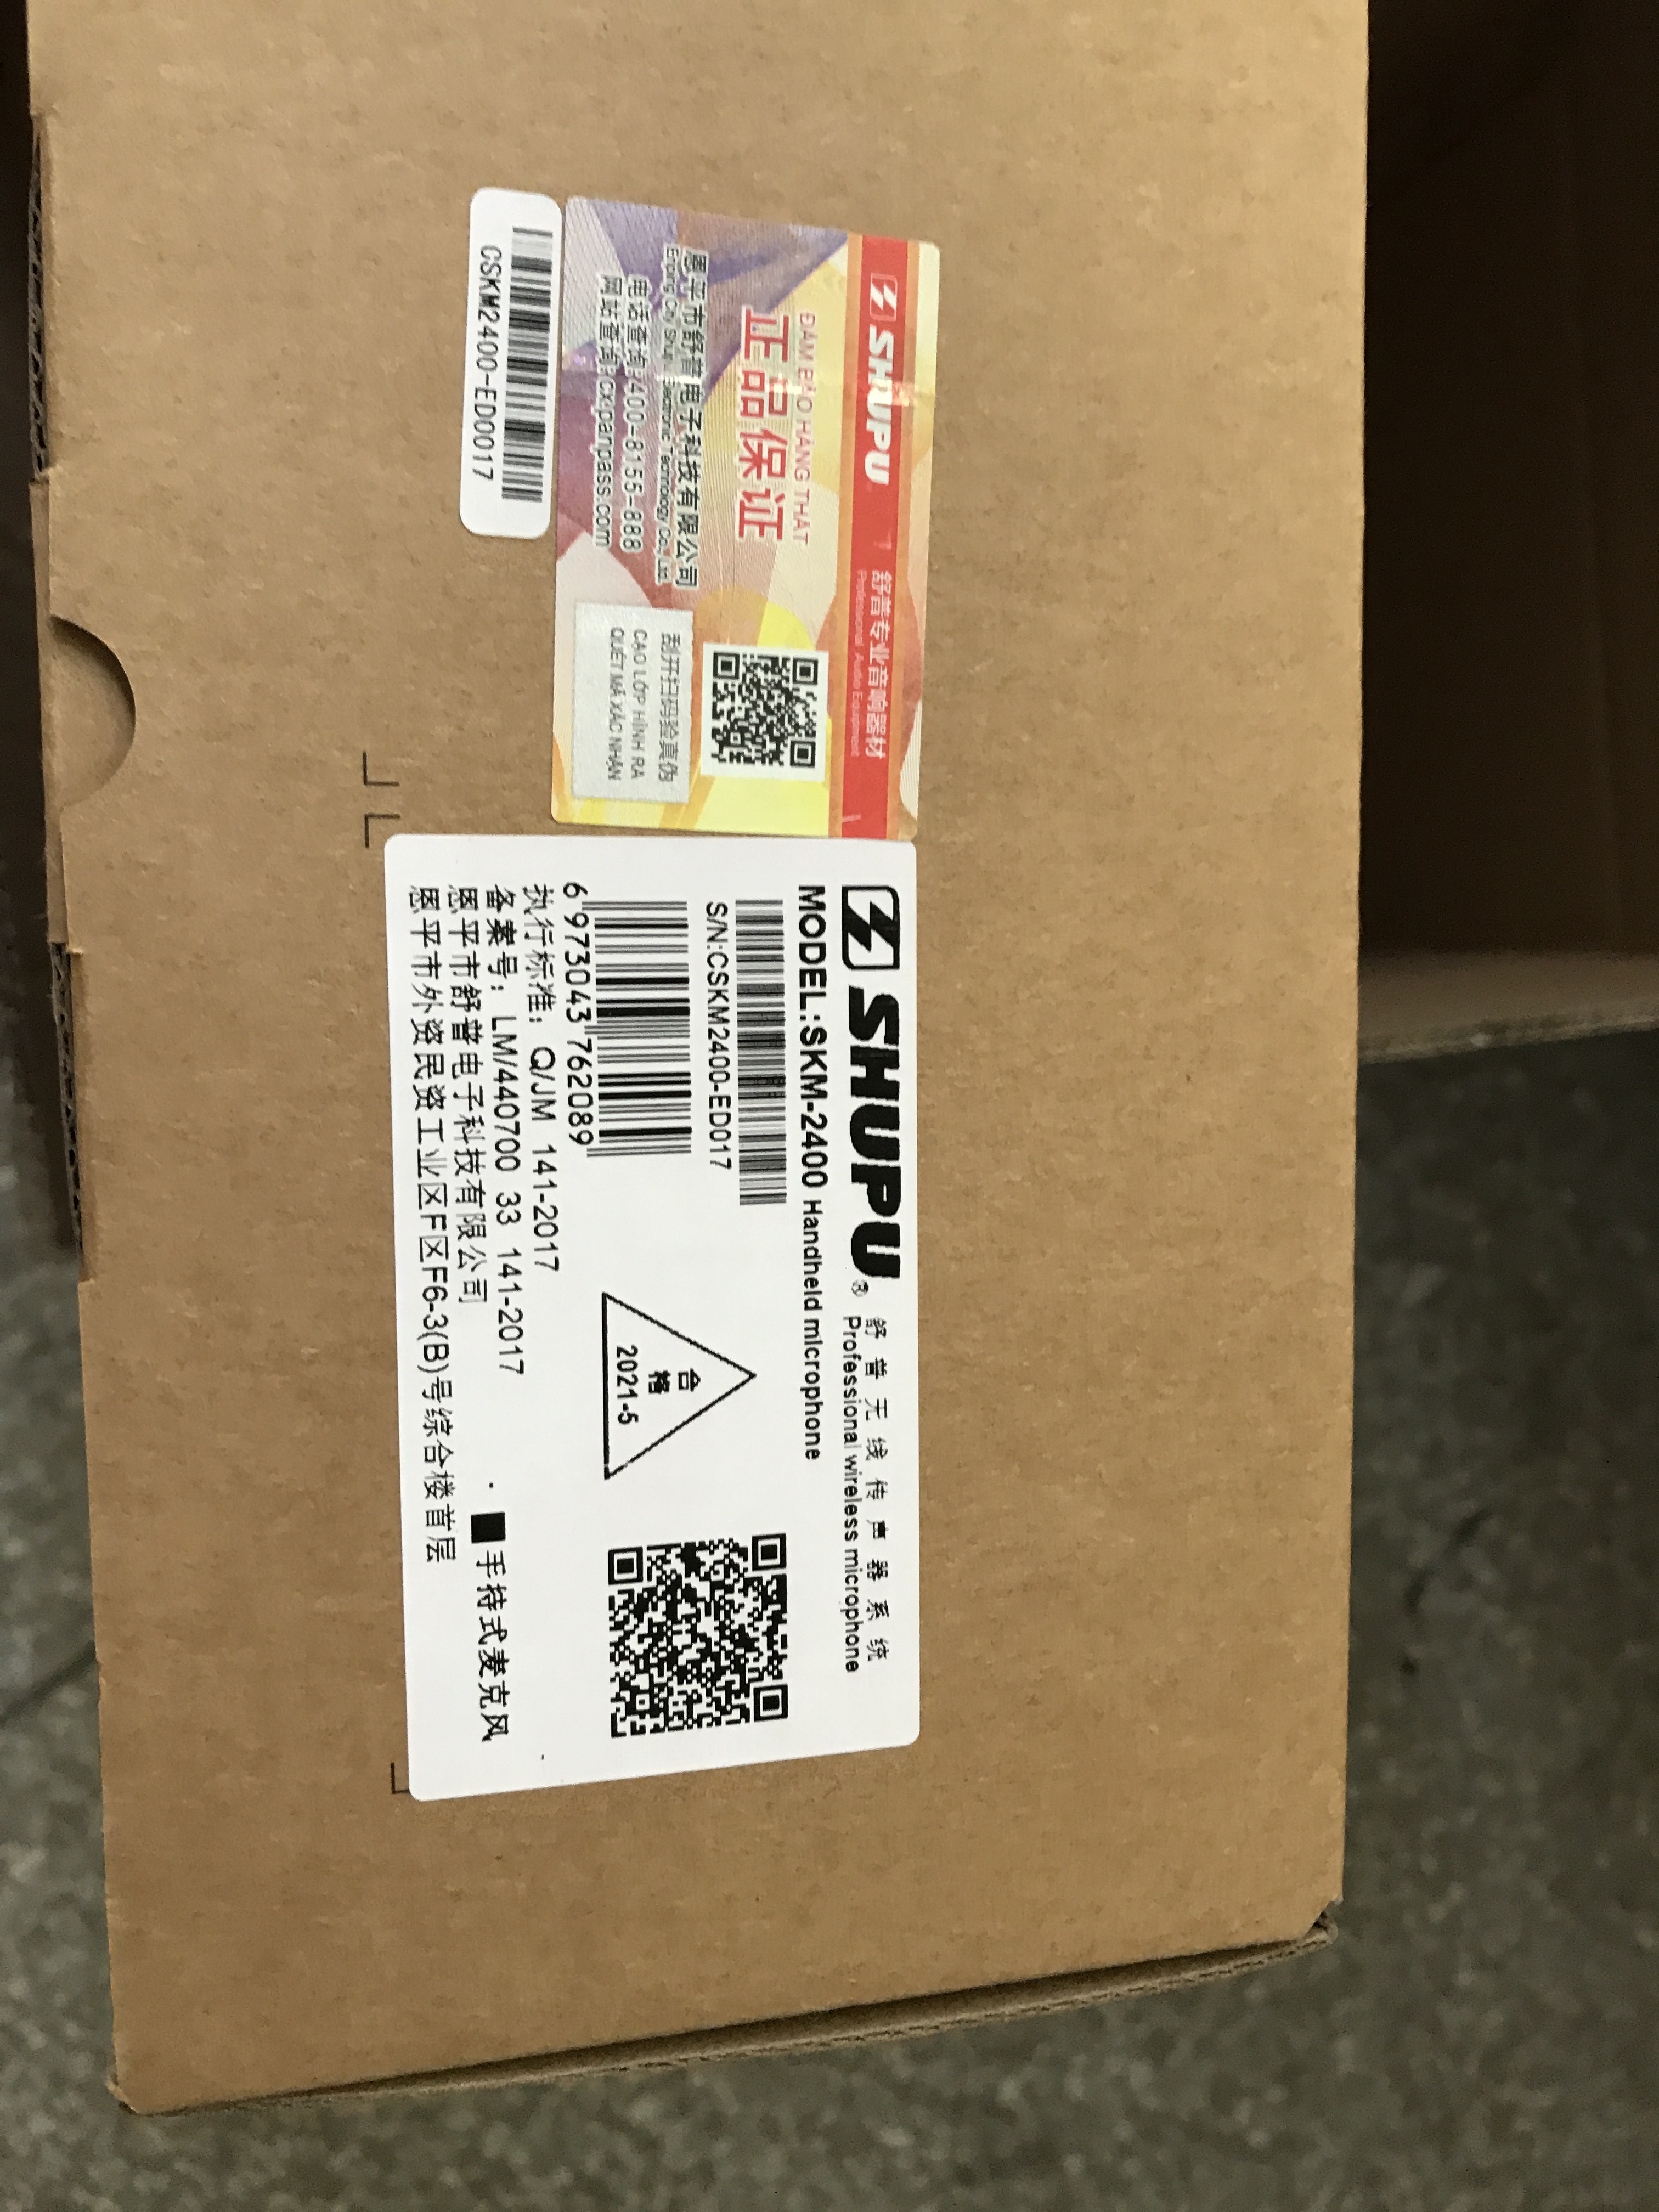 CSKM2400-ED0017
SHUPU
舒普专业音响器材
Professional Audio Equipment
ĐẢM BẢO HÀNG THẬT
正品保证
恩平市舒普电子科技有限公司
Enping City Shupu Electronic Technology Co., Ltd.
电话查询:400-8155-888
网站查询:cx.panpass.com
刮开扫码验真伪
CẠO LỚP HÌNH RA
QUÉT MÃ XÁC NHẬN
SHUPU®
舒普无线传声器系统
Professional wireless microphone
MODEL:SKM-2400 Handheld microphone
S/N:CSKM2400-ED017
6 973043 762089
合格
2021-5
执行标准: Q/JM 141-2017
备案号: LM/440700 33 141-2017
恩平市舒普电子科技有限公司
■手持式麦克风
恩平市外资民资工业区F区F6-3(B)号综合楼首层